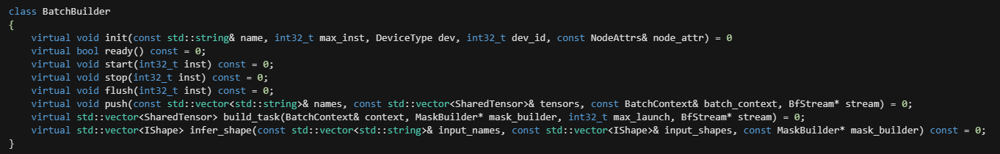 class BatchBuilder
{
    virtual void init(const std::string& name, int32_t max_inst, DeviceType dev, int32_t dev_id, const NodeAttrs& node_attr) = 0
    virtual bool ready() const = 0;
    virtual void start(int32_t inst) const = 0;
    virtual void stop(int32_t inst) const = 0;
    virtual void flush(int32_t inst) const = 0;
    virtual void push(const std::vector<std::string>& names, const std::vector<SharedTensor>& tensors, const BatchContext& batch_context, BfStream* stream) = 0;
    virtual std::vector<SharedTensor> build_task(BatchContext& context, MaskBuilder* mask_builder, int32_t max_launch, BfStream* stream) = 0;
    virtual std::vector<IShape> infer_shape(const std::vector<std::string>& input_names, const std::vector<IShape>& input_shapes, const MaskBuilder* mask_builder) const = 0;
}